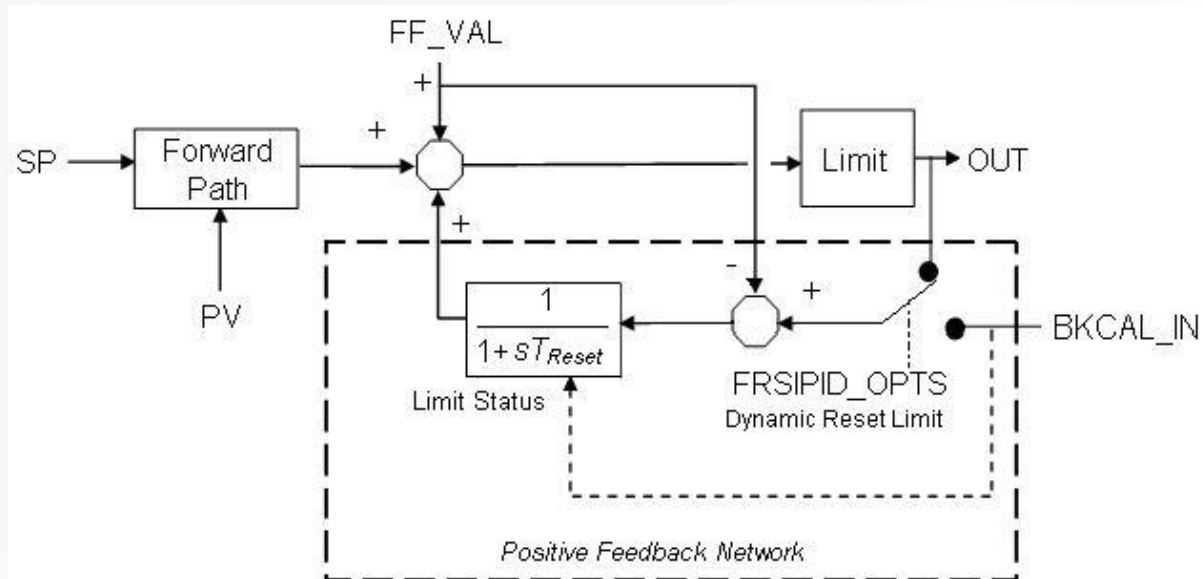 FF_VAL
+
+
SP
Forward
Path
Limit
OUT
+
PV
-
+
1
1+sT_Reset
BKCAL_IN
Limit Status
FRSIPID_OPTS
Dynamic Reset Limit
Positive Feedback Network